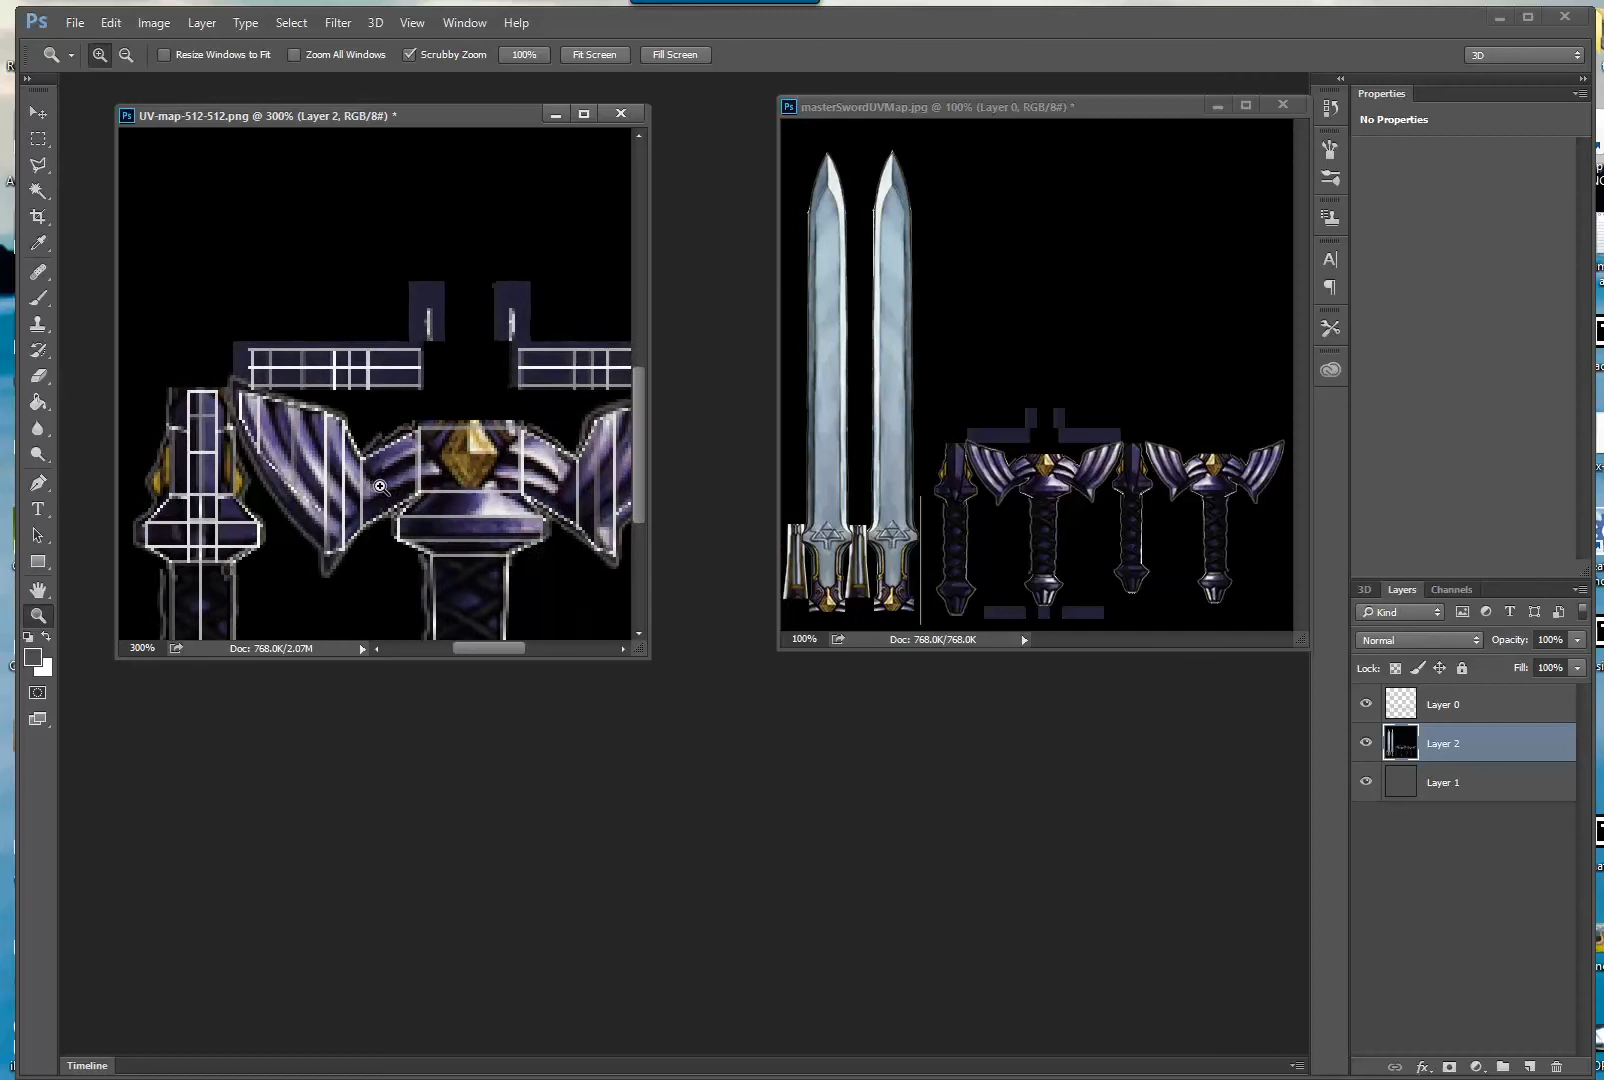 Ps File Edit Image Layer Type Select Filter 3D View Window Help
Resize Windows to Fit Zoom All Windows Scrubby Zoom 100% Fit Screen Fill Screen 3D
Properties
No Properties
Ps UV-map-512-512.png @ 300% (Layer 2, RGB/8#) *
300% Doc: 768.0K/2.07M
Ps masterSwordUVMap.jpg @ 100% (Layer 0, RGB/8#) *
100% Doc: 768.0K/768.0K
3D Layers Channels
Kind
Normal Opacity: 100%
Lock: Fill: 100%
Layer 0
Layer 2
Layer 1
Timeline